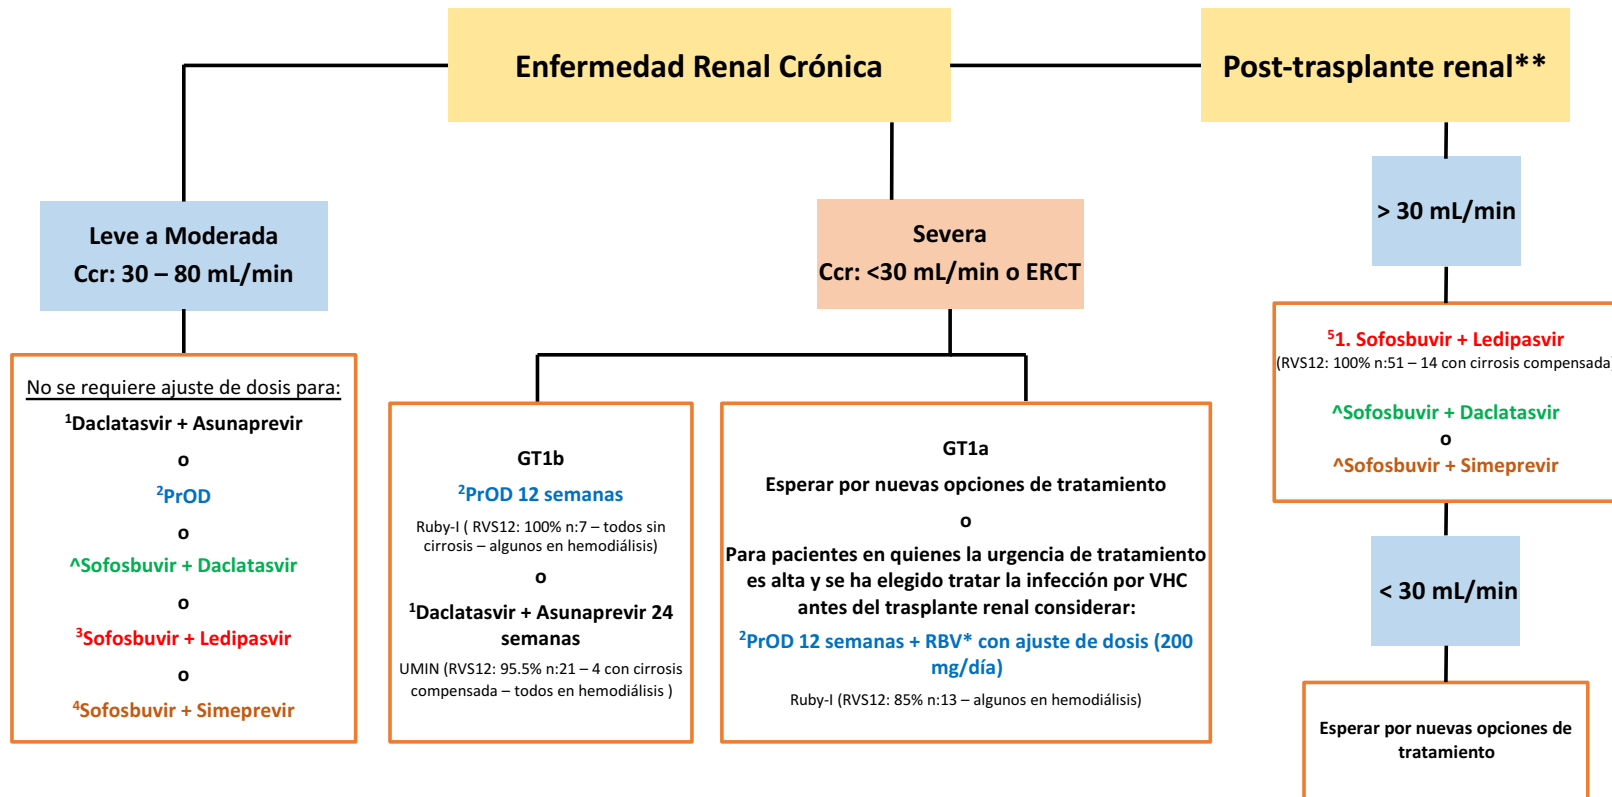 Enfermedad Renal Crónica
Post-trasplante renal**
Leve a Moderada
Ccr: 30 – 80 mL/min
Severa
Ccr: <30 mL/min o ERCT
> 30 mL/min
No se requiere ajuste de dosis para:
¹Daclatasvir + Asunaprevir
o
²PrOD
o
^Sofosbuvir + Daclatasvir
o
³Sofosbuvir + Ledipasvir
o
⁴Sofosbuvir + Simeprevir
GT1b
²PrOD 12 semanas
Ruby-I ( RVS12: 100% n:7 – todos sin
cirrosis – algunos en hemodiálisis)
o
¹Daclatasvir + Asunaprevir 24
semanas
UMIN (RVS12: 95.5% n:21 – 4 con cirrosis
compensada – todos en hemodiálisis )
GT1a
Esperar por nuevas opciones de tratamiento
o
Para pacientes en quienes la urgencia de tratamiento
es alta y se ha elegido tratar la infección por VHC
antes del trasplante renal considerar:
²PrOD 12 semanas + RBV* con ajuste de dosis (200
mg/día)
Ruby-I (RVS12: 85% n:13 – algunos en hemodiálisis)
⁵1. Sofosbuvir + Ledipasvir
(RVS12: 100% n:51 – 14 con cirrosis compensada)
^Sofosbuvir + Daclatasvir
o
^Sofosbuvir + Simeprevir
< 30 mL/min
Esperar por nuevas opciones de
tratamiento